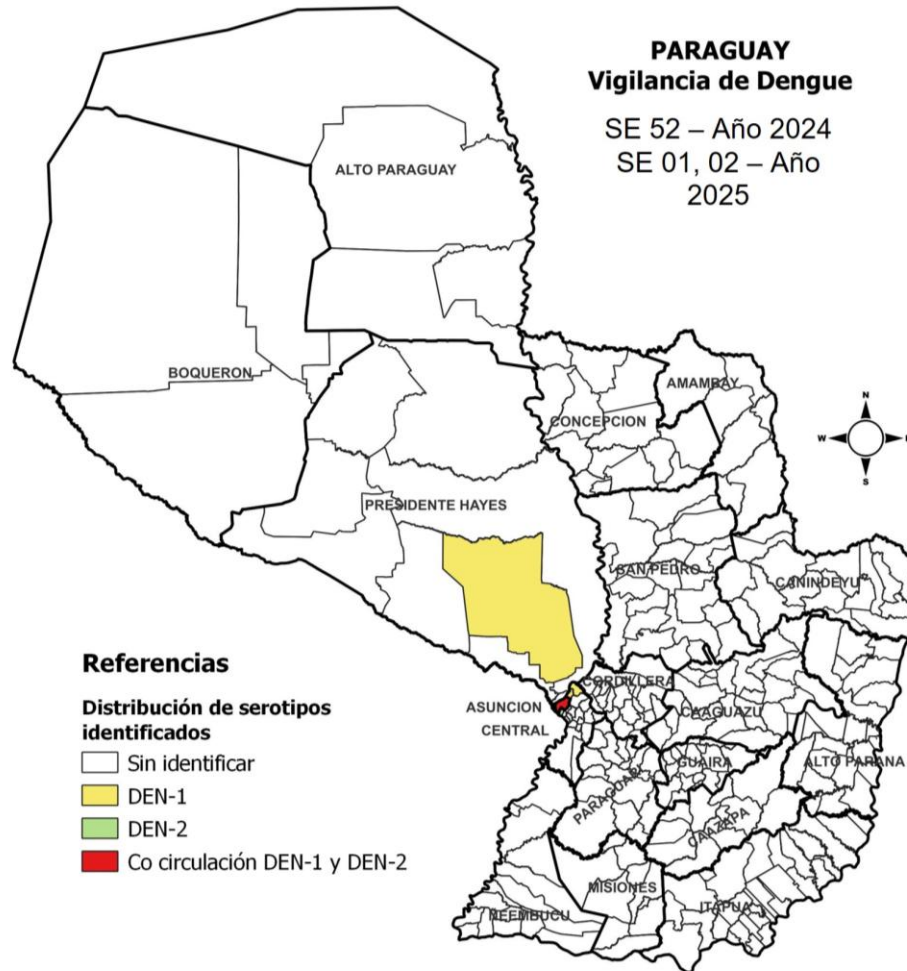 PARAGUAY
Vigilancia de Dengue
SE 52 – Año 2024
SE 01, 02 – Año
2025
ALTO PARAGUAY
BOQUERON
AMAMBAY
CONCEPCION
N
W
E
S
PRESIDENTE HAYES
SAN PEDRO
CANINDEYU
CORDILLERA
ASUNCION
CAAGUAZU
CENTRAL
GUAIRA
ALTO PARANA
PARAGUARI
CAAZAPA
MISIONES
ITAPUA
ÑEEMBUCU
Referencias
Distribución de serotipos
identificados
Sin identificar
DEN-1
DEN-2
Co circulación DEN-1 y DEN-2